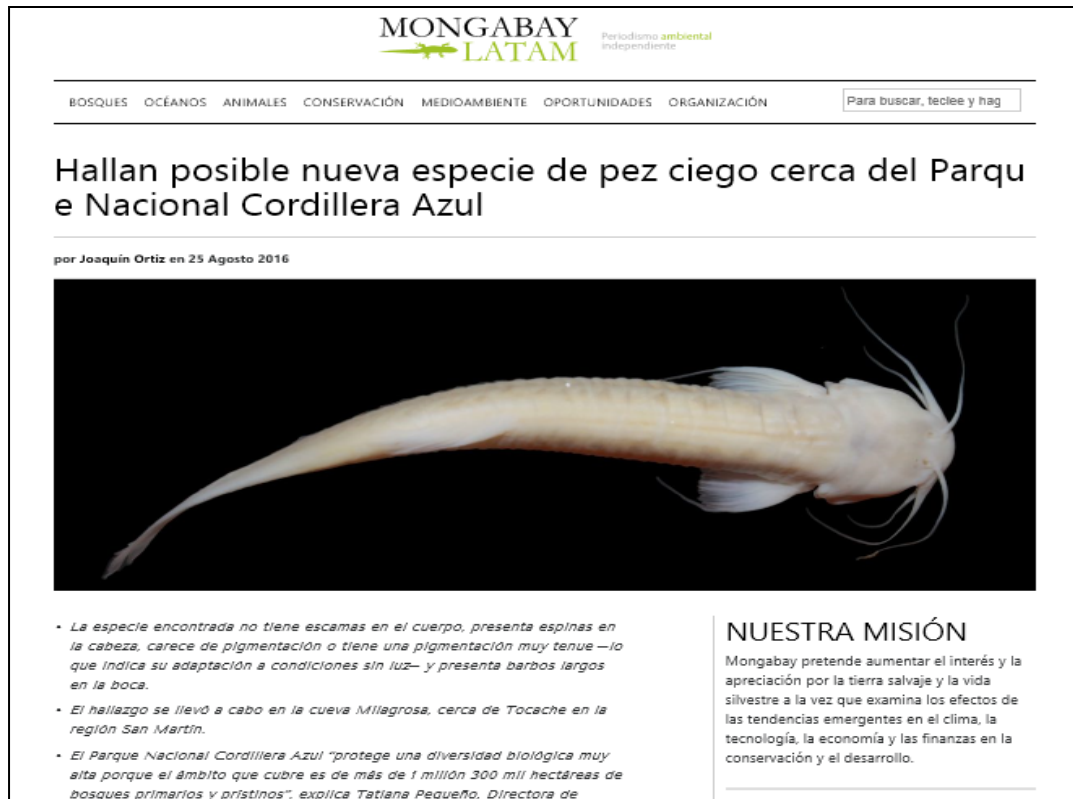 MONGABAY
LATAM
Periodismo ambiental
independiente
BOSQUES OCÉANOS ANIMALES CONSERVACIÓN MEDIOAMBIENTE OPORTUNIDADES ORGANIZACIÓN
Para buscar, teclee y hag
Hallan posible nueva especie de pez ciego cerca del Parqu
e Nacional Cordillera Azul
por Joaquín Ortiz en 25 Agosto 2016
• La especie encontrada no tiene escamas en el cuerpo, presenta espinas en
la cabeza, carece de pigmentación o tiene una pigmentación muy tenue —lo
que indica su adaptación a condiciones sin luz— y presenta barbos largos
en la boca.
• El hallazgo se llevó a cabo en la cueva Milagrosa, cerca de Tocache en la
región San Martín.
• El Parque Nacional Cordillera Azul “protege una diversidad biológica muy
alta porque el ámbito que cubre es de más de 1 millón 300 mil hectáreas de
bosques primarios y prístinos”, explica Tatiana Pequeño, Directora de
NUESTRA MISIÓN
Mongabay pretende aumentar el interés y la
apreciación por la tierra salvaje y la vida
silvestre a la vez que examina los efectos de
las tendencias emergentes en el clima, la
tecnología, la economía y las finanzas en la
conservación y el desarrollo.